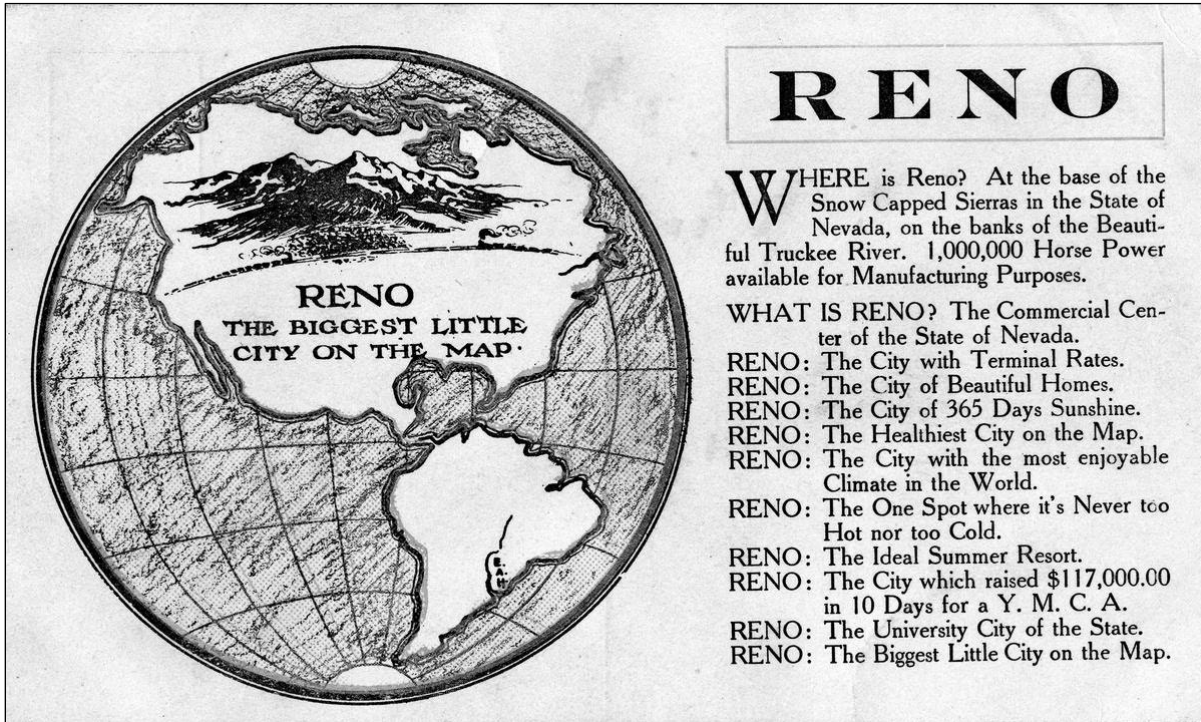 RENO
THE BIGGEST LITTLE
CITY ON THE MAP.
E.
A.H.
RENO
WHERE is Reno? At the base of the
Snow Capped Sierras in the State of
Nevada, on the banks of the Beauti-
ful Truckee River. 1,000,000 Horse Power
available for Manufacturing Purposes.
WHAT IS RENO? The Commercial Cen-
ter of the State of Nevada.
RENO: The City with Terminal Rates.
RENO: The City of Beautiful Homes.
RENO: The City of 365 Days Sunshine.
RENO: The Healthiest City on the Map.
RENO: The City with the most enjoyable
Climate in the World.
RENO: The One Spot where it's Never too
Hot nor too Cold.
RENO: The Ideal Summer Resort.
RENO: The City which raised $117,000.00
in 10 Days for a Y. M. C. A.
RENO: The University City of the State.
RENO: The Biggest Little City on the Map.